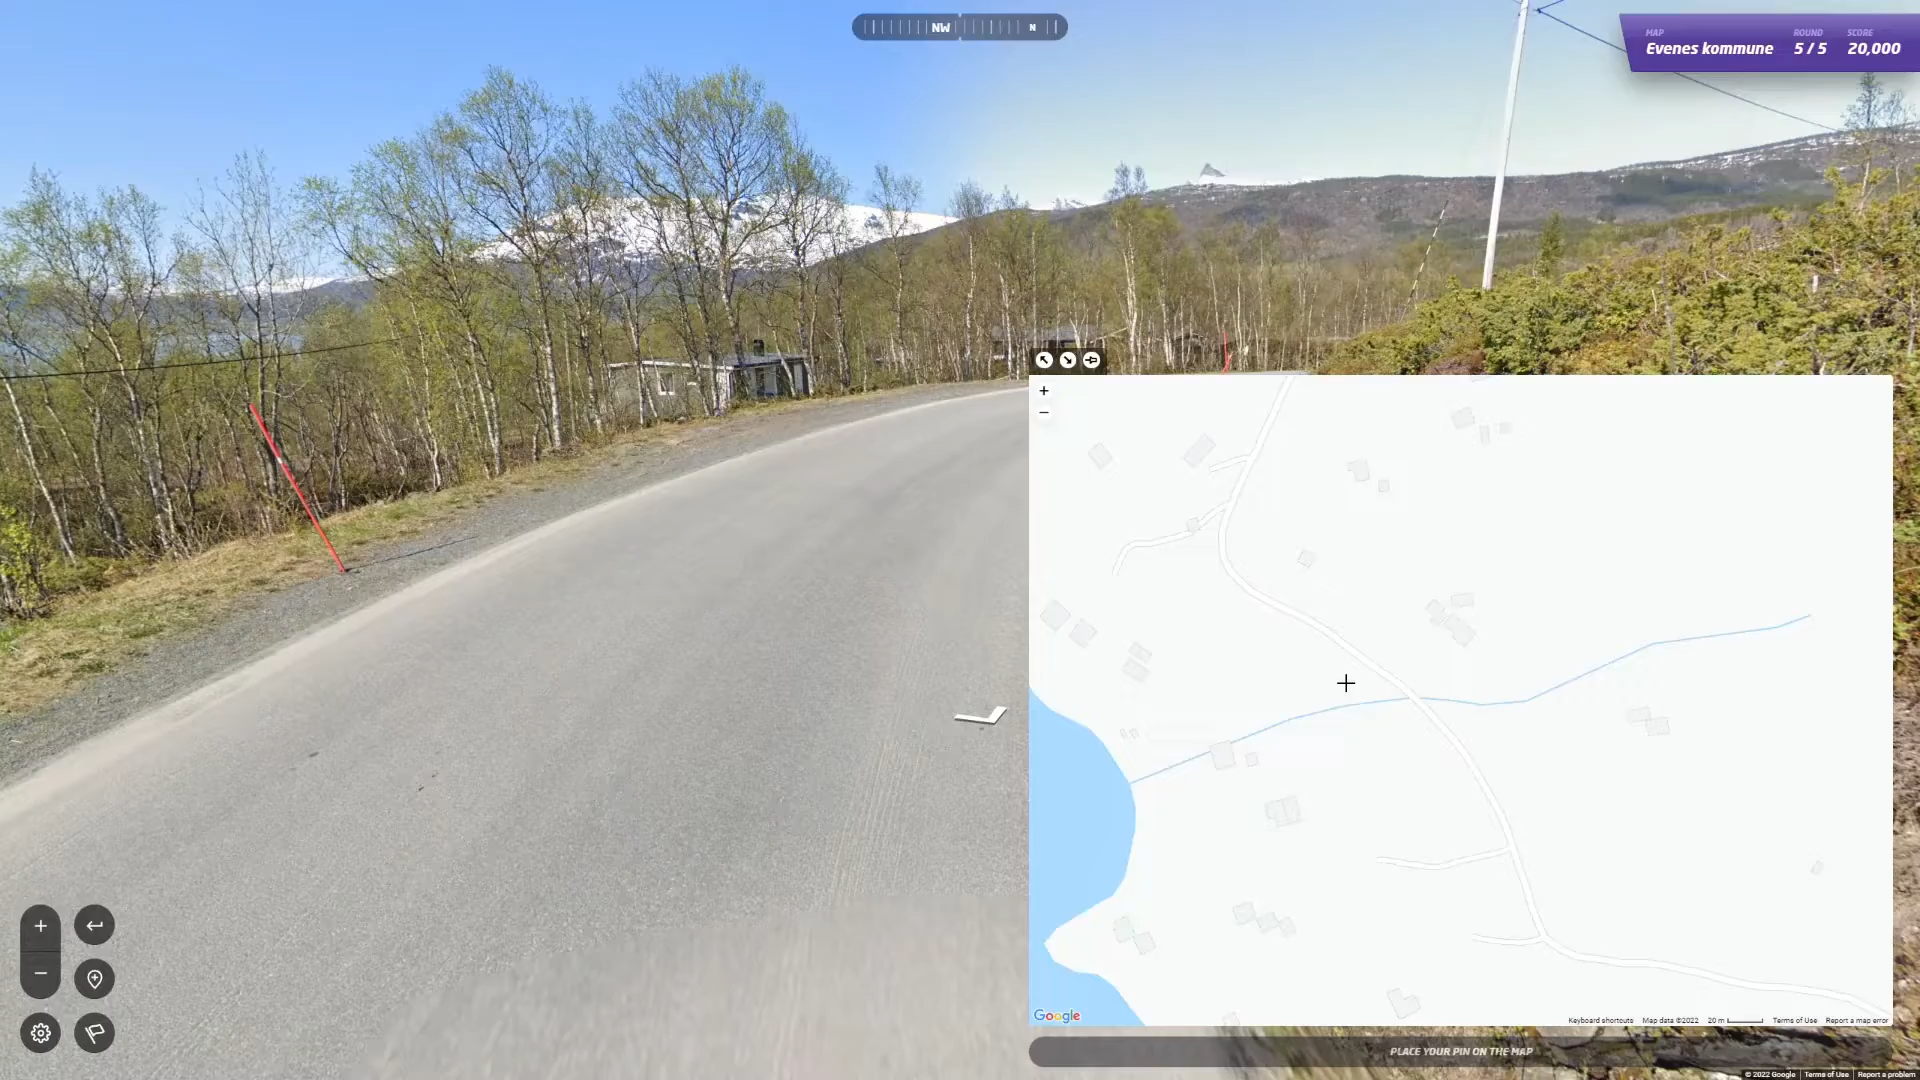 NW
N
MAP
ROUND
SCORE
Evenes kommune
5 / 5
20,000
Google
Keyboard shortcuts
Map data ©2022
20 m
Terms of Use
Report a map error
PLACE YOUR PIN ON THE MAP
© 2022 Google
Terms of Use
Report a problem